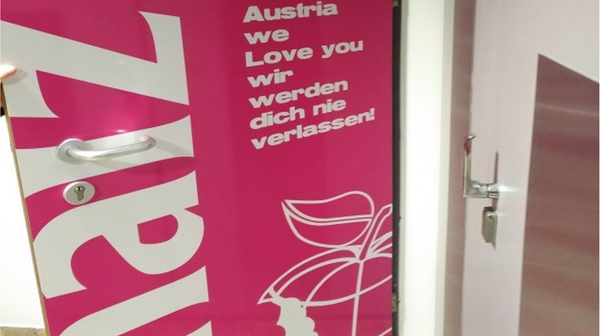 Austria
we
Love you
wir
werden
dich nie
verlassen!